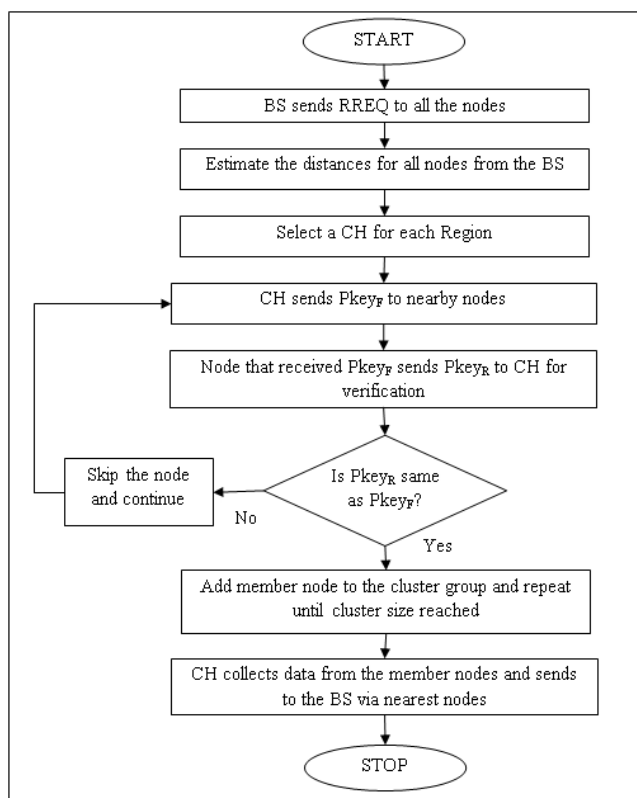 START
BS sends RREQ to all the nodes
Estimate the distances for all nodes from the BS
Select a CH for each Region
CH sends PkeyF to nearby nodes
Node that received PkeyF sends PkeyR to CH for
verification
Is PkeyR same
as PkeyF?
Skip the node
and continue
No
Yes
Add member node to the cluster group and repeat
until cluster size reached
CH collects data from the member nodes and sends
to the BS via nearest nodes
STOP